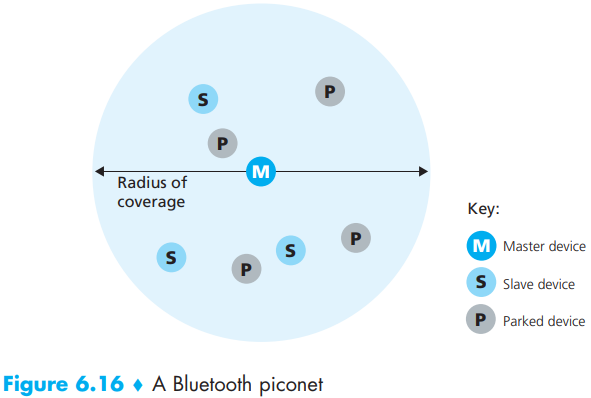 S
P
P
M
Radius of
coverage
S
P
S
P
Key:
M Master device
S Slave device
P Parked device
Figure 6.16 ♦ A Bluetooth piconet